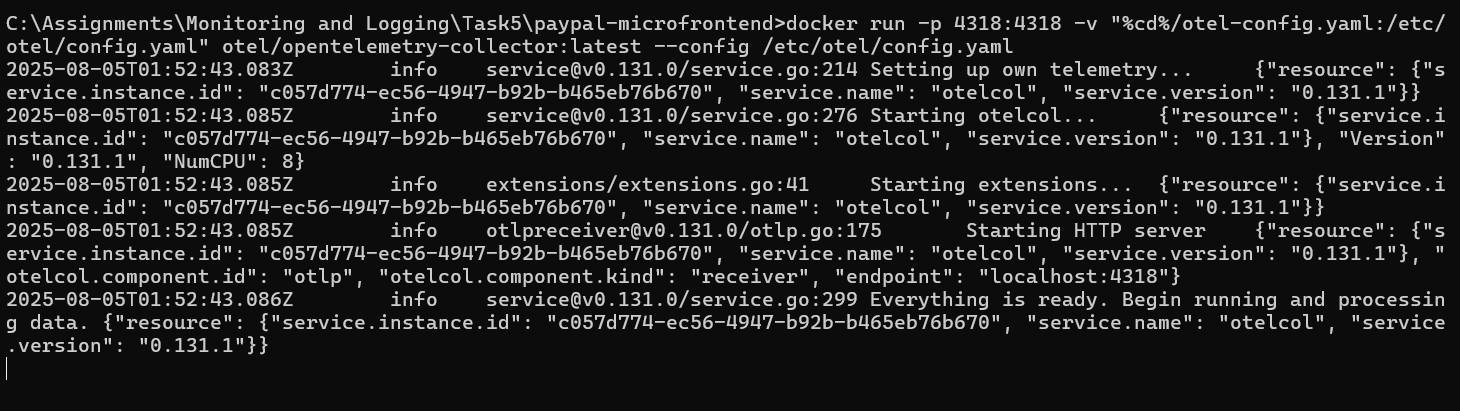 C:\Assignments\Monitoring and Logging\Task5\paypal-microfrontend>docker run -p 4318:4318 -v "%cd%/otel-config.yaml:/etc/
otel/config.yaml" otel/opentelemetry-collector:latest --config /etc/otel/config.yaml
2025-08-05T01:52:43.083Z        info    service@v0.131.0/service.go:214 Setting up own telemetry...     {"resource": {"s
ervice.instance.id": "c057d774-ec56-4947-b92b-b465eb76b670", "service.name": "otelcol", "service.version": "0.131.1"}}
2025-08-05T01:52:43.085Z        info    service@v0.131.0/service.go:276 Starting otelcol...     {"resource": {"service.i
nstance.id": "c057d774-ec56-4947-b92b-b465eb76b670", "service.name": "otelcol", "service.version": "0.131.1"}, "Version"
: "0.131.1", "NumCPU": 8}
2025-08-05T01:52:43.085Z        info    extensions/extensions.go:41     Starting extensions...  {"resource": {"service.i
nstance.id": "c057d774-ec56-4947-b92b-b465eb76b670", "service.name": "otelcol", "service.version": "0.131.1"}}
2025-08-05T01:52:43.085Z        info    otlpreceiver@v0.131.0/otlp.go:175       Starting HTTP server    {"resource": {"s
ervice.instance.id": "c057d774-ec56-4947-b92b-b465eb76b670", "service.name": "otelcol", "service.version": "0.131.1"}, "
otelcol.component.id": "otlp", "otelcol.component.kind": "receiver", "endpoint": "localhost:4318"}
2025-08-05T01:52:43.086Z        info    service@v0.131.0/service.go:299 Everything is ready. Begin running and processin
g data. {"resource": {"service.instance.id": "c057d774-ec56-4947-b92b-b465eb76b670", "service.name": "otelcol", "service
.version": "0.131.1"}}